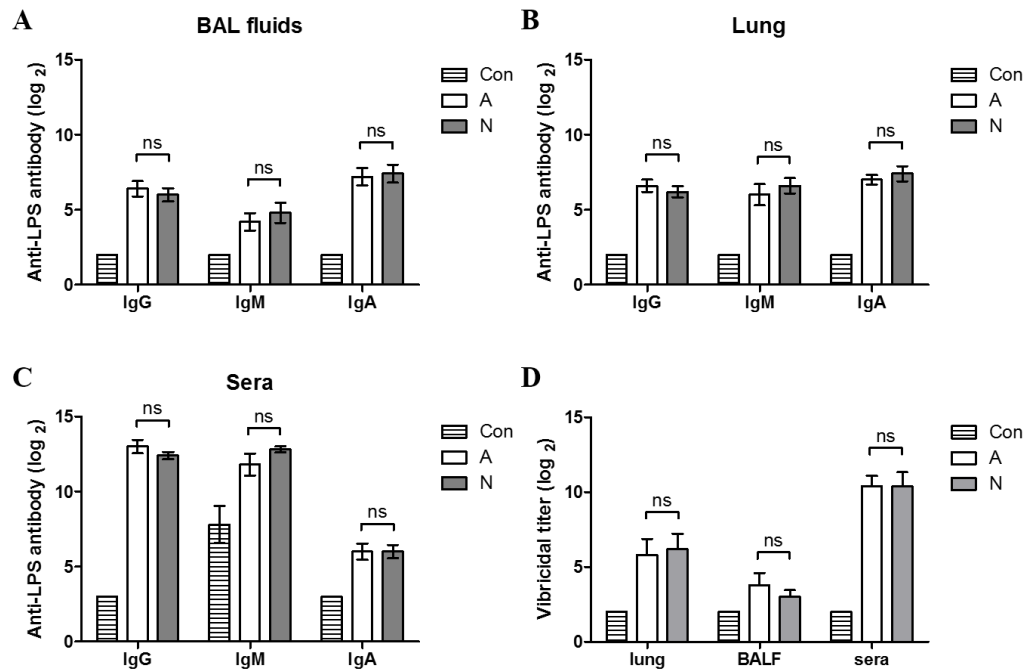 A
BAL fluids
Anti-LPS antibody (log 2)
15
10
5
0
ns
ns
ns
IgG
IgM
IgA
Con
A
N
B
Lung
Anti-LPS antibody (log 2)
15
10
5
0
ns
ns
ns
IgG
IgM
IgA
Con
A
N
C
Sera
Anti-LPS antibody (log 2)
15
10
5
0
ns
ns
ns
IgG
IgM
IgA
Con
A
N
D
Vibricidal titer (log 2)
15
10
5
0
ns
ns
ns
lung
BALF
sera
Con
A
N